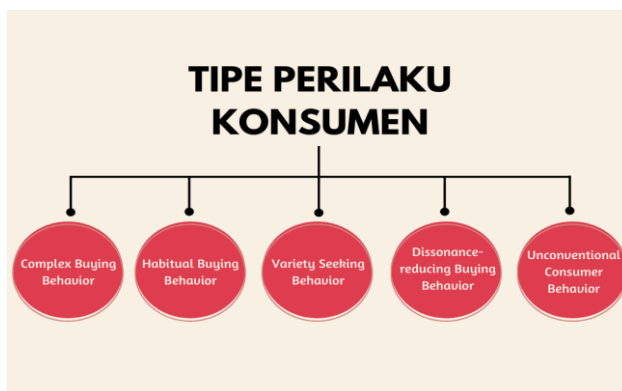 TIPE PERILAKU
KONSUMEN
Complex Buying
Behavior
Habitual Buying
Behavior
Variety Seeking
Behavior
Dissonance-
reducing Buying
Behavior
Unconventional
Consumer
Behavior